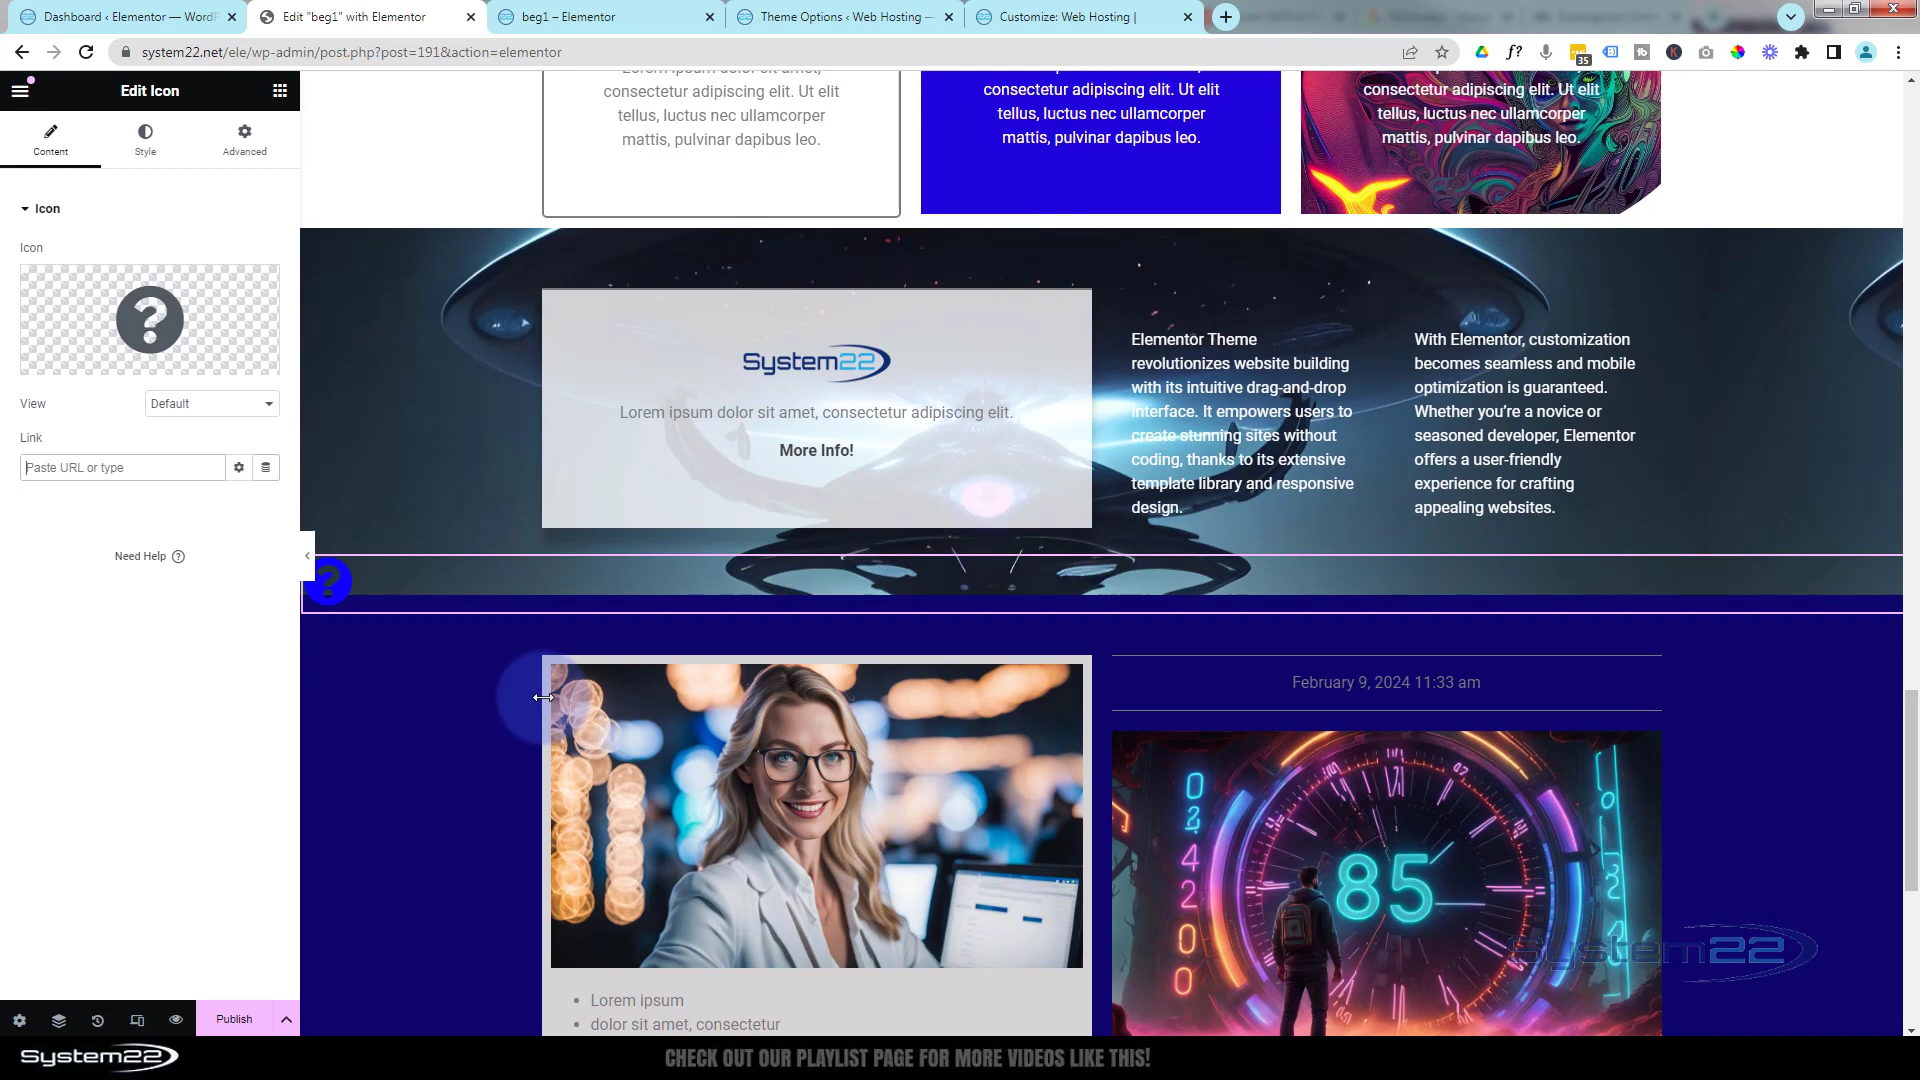 Dashboard ‹ Elementor — WordP
Edit "beg1" with Elementor
beg1 – Elementor
Theme Options ‹ Web Hosting —
Customize: Web Hosting |
system22.net/ele/wp-admin/post.php?post=191&action=elementor
f?
35
tb
K
Edit Icon
Content
Style
Advanced
Icon
Icon
?
View
Default
Link
Paste URL or type
Need Help ?
Publish
Lorem ipsum dolor sit amet,
consectetur adipiscing elit. Ut elit
tellus, luctus nec ullamcorper
mattis, pulvinar dapibus leo.
consectetur adipiscing elit. Ut elit
tellus, luctus nec ullamcorper
mattis, pulvinar dapibus leo.
consectetur adipiscing elit. Ut elit
tellus, luctus nec ullamcorper
mattis, pulvinar dapibus leo.
System22
Lorem ipsum dolor sit amet, consectetur adipiscing elit.
More Info!
Elementor Theme
revolutionizes website building
with its intuitive drag-and-drop
interface. It empowers users to
create stunning sites without
coding, thanks to its extensive
template library and responsive
design.
With Elementor, customization
becomes seamless and mobile
optimization is guaranteed.
Whether you're a novice or
seasoned developer, Elementor
offers a user-friendly
experience for crafting
appealing websites.
?
February 9, 2024 11:33 am
85
Lorem ipsum
dolor sit amet, consectetur
System22
System22
CHECK OUT OUR PLAYLIST PAGE FOR MORE VIDEOS LIKE THIS!